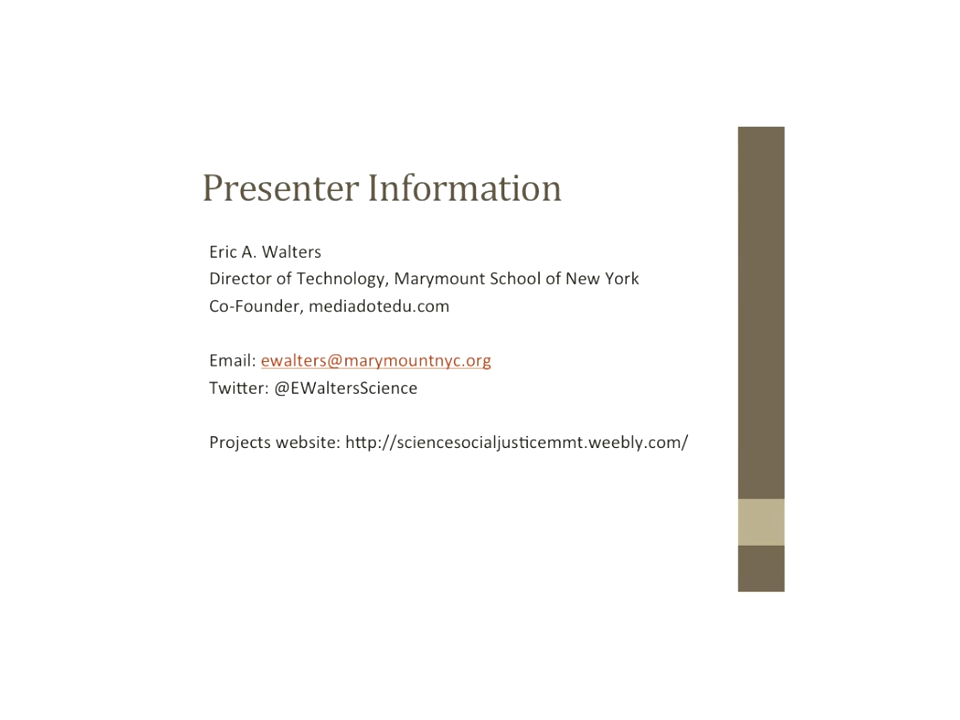 Presenter Information
Eric A. Walters
Director of Technology, Marymount School of New York
Co-Founder, mediadotedu.com
Email: ewalters@marymountnyc.org
Twitter: @EWaltersScience
Projects website: http://sciencesocialjusticemmt.weebly.com/